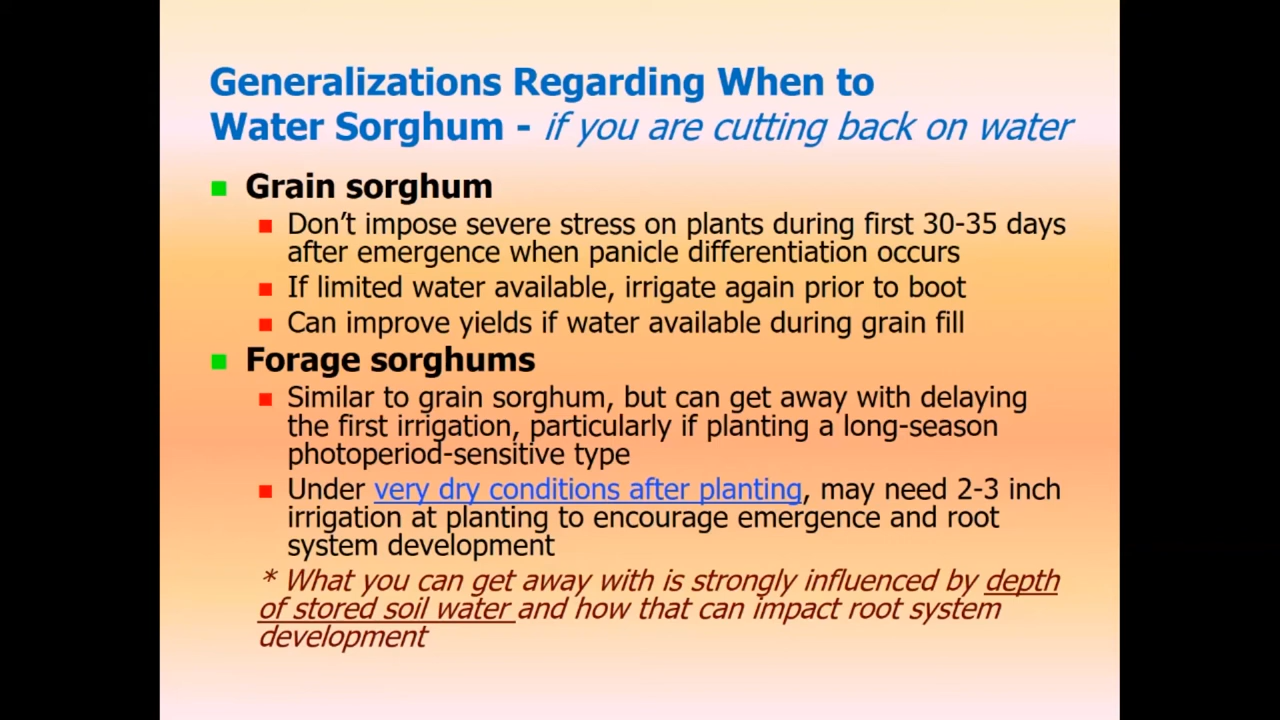 Generalizations Regarding When to
Water Sorghum - if you are cutting back on water
Grain sorghum
Don't impose severe stress on plants during first 30-35 days
after emergence when panicle differentiation occurs
If limited water available, irrigate again prior to boot
Can improve yields if water available during grain fill
Forage sorghums
Similar to grain sorghum, but can get away with delaying
the first irrigation, particularly if planting a long-season
photoperiod-sensitive type
Under very dry conditions after planting, may need 2-3 inch
irrigation at planting to encourage emergence and root
system development
* What you can get away with is strongly influenced by depth
of stored soil water and how that can impact root system
development